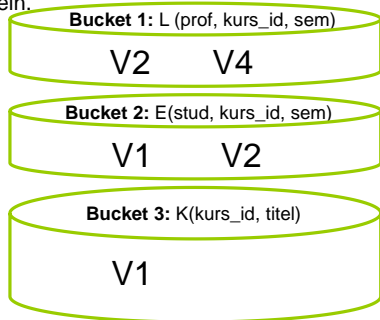 Bucket 1: L (prof, kurs_id, sem)
V2 V4
Bucket 2: E(stud, kurs_id, sem)
V1 V2
Bucket 3: K(kurs_id, titel)
V1